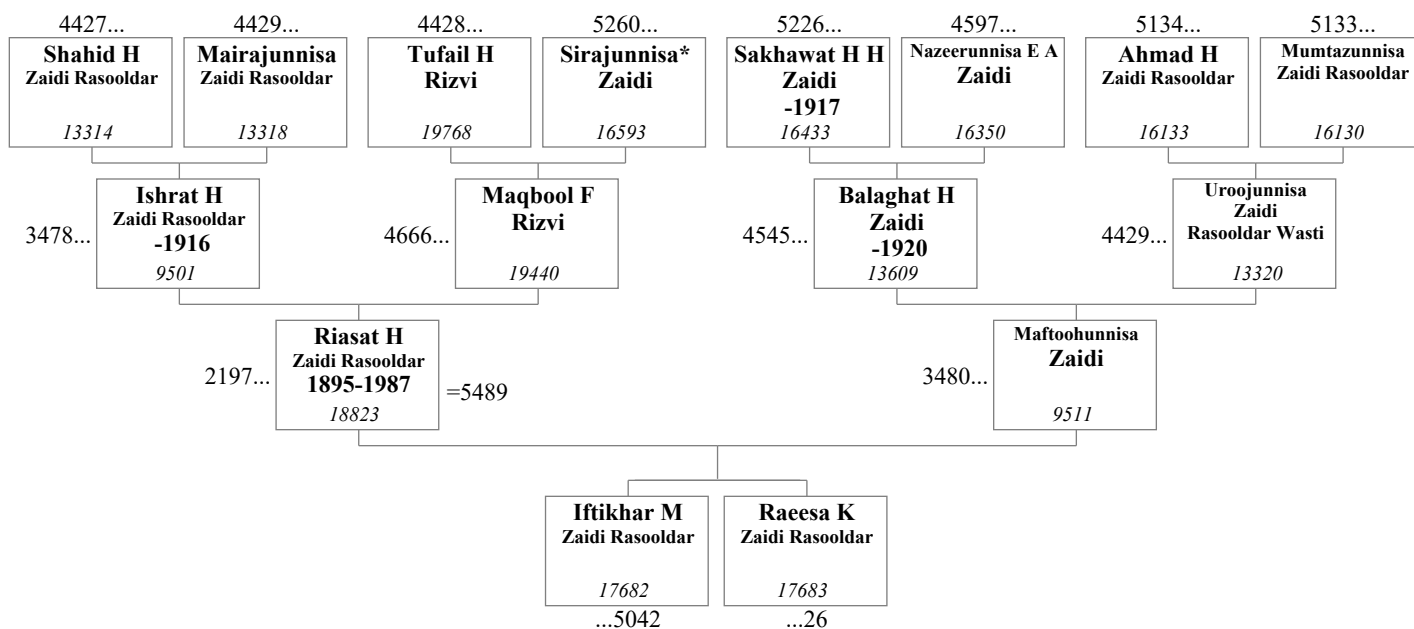 4427... 4429... 4428... 5260... 5226... 4597... 5134... 5133...
Shahid H
Zaidi Rasooldar
13314
Mairajunnisa
Zaidi Rasooldar
13318
Tufail H
Rizvi
19768
Sirajunnisa*
Zaidi
16593
Sakhawat H H
Zaidi
-1917
16433
Nazeerunnisa E A
Zaidi
16350
Ahmad H
Zaidi Rasooldar
16133
Mumtazunnisa
Zaidi Rasooldar
16130
3478...
Ishrat H
Zaidi Rasooldar
-1916
9501
4666...
Maqbool F
Rizvi
19440
4545...
Balaghat H
Zaidi
-1920
13609
4429...
Uroojunnisa
Zaidi
Rasooldar Wasti
13320
2197...
Riasat H
Zaidi Rasooldar
1895-1987
18823
=5489
3480...
Maftoohunnisa
Zaidi
9511
Iftikhar M
Zaidi Rasooldar
17682
...5042
Raeesa K
Zaidi Rasooldar
17683
...26